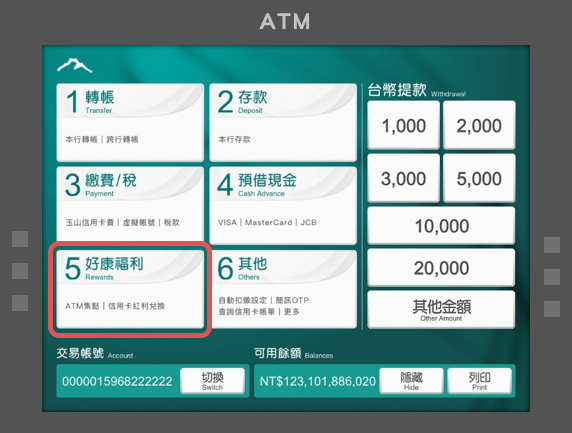 ATM
1 轉帳
Transfer
本行轉帳｜跨行轉帳
2 存款
Deposit
本行存款
3 繳費/稅
Payment
玉山信用卡費｜虛擬帳號｜稅款
4 預借現金
Cash Advance
VISA｜MasterCard｜JCB
5 好康福利
Rewards
ATM集點｜信用卡紅利兌換
6 其他
Others
自動扣繳設定｜簡訊OTP
查詢信用卡帳單｜更多
台幣提款 Withdrawal
1,000
2,000
3,000
5,000
10,000
20,000
其他金額
Other Amount
交易帳號 Account
0000015968222222
切換
Switch
可用餘額 Balances
NT$123,101,886,020
隱藏
Hide
列印
Print